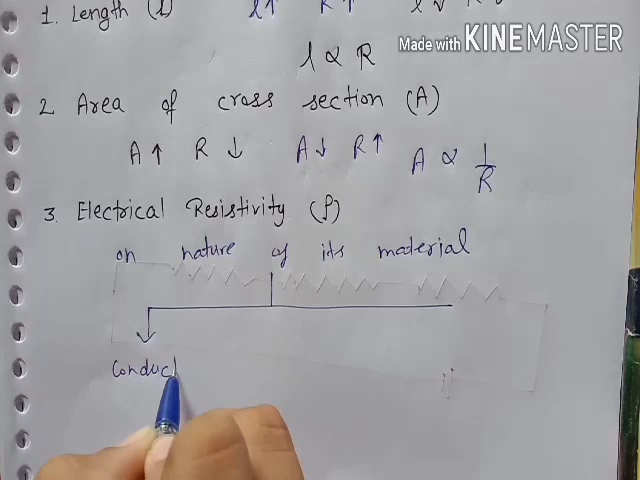 1. Length (l) l↑ R↑ l↓ R↓
Made with KINEMASTER
l ∝ R
2 Area of cross section (A)
A ↑ R ↓ A↓ R↑ A ∝ 1/R
3. Electrical Resistivity (ρ)
on nature of its material
Conduct